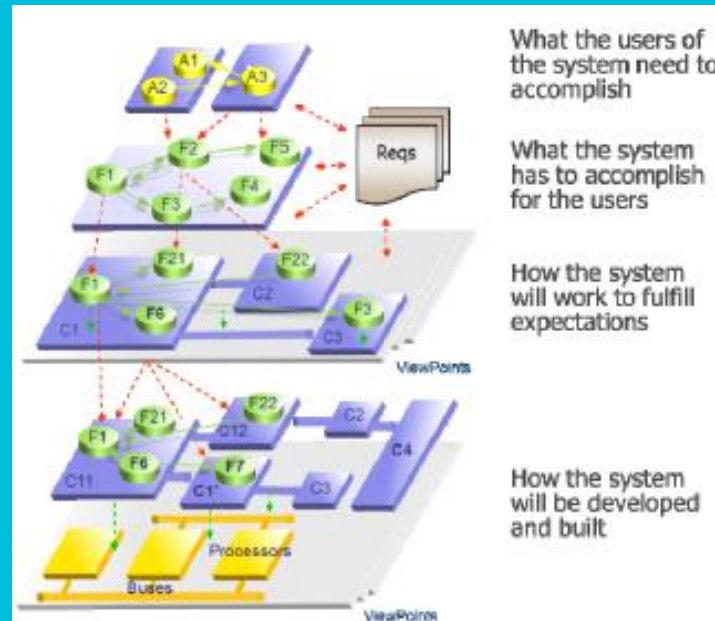 What the users of
the system need to
accomplish
A1
A2
A3
Reqs
What the system
has to accomplish
for the users
F1
F2
F5
F4
F3
How the system
will work to fulfill
expectations
F21
F22
F1
F6
F3
C1
C2
C3
ViewPoints
How the system
will be developed
and built
F21
F22
F1
F6
F7
C12
C2
C4
C11
C3
Processors
Buses
ViewPoints